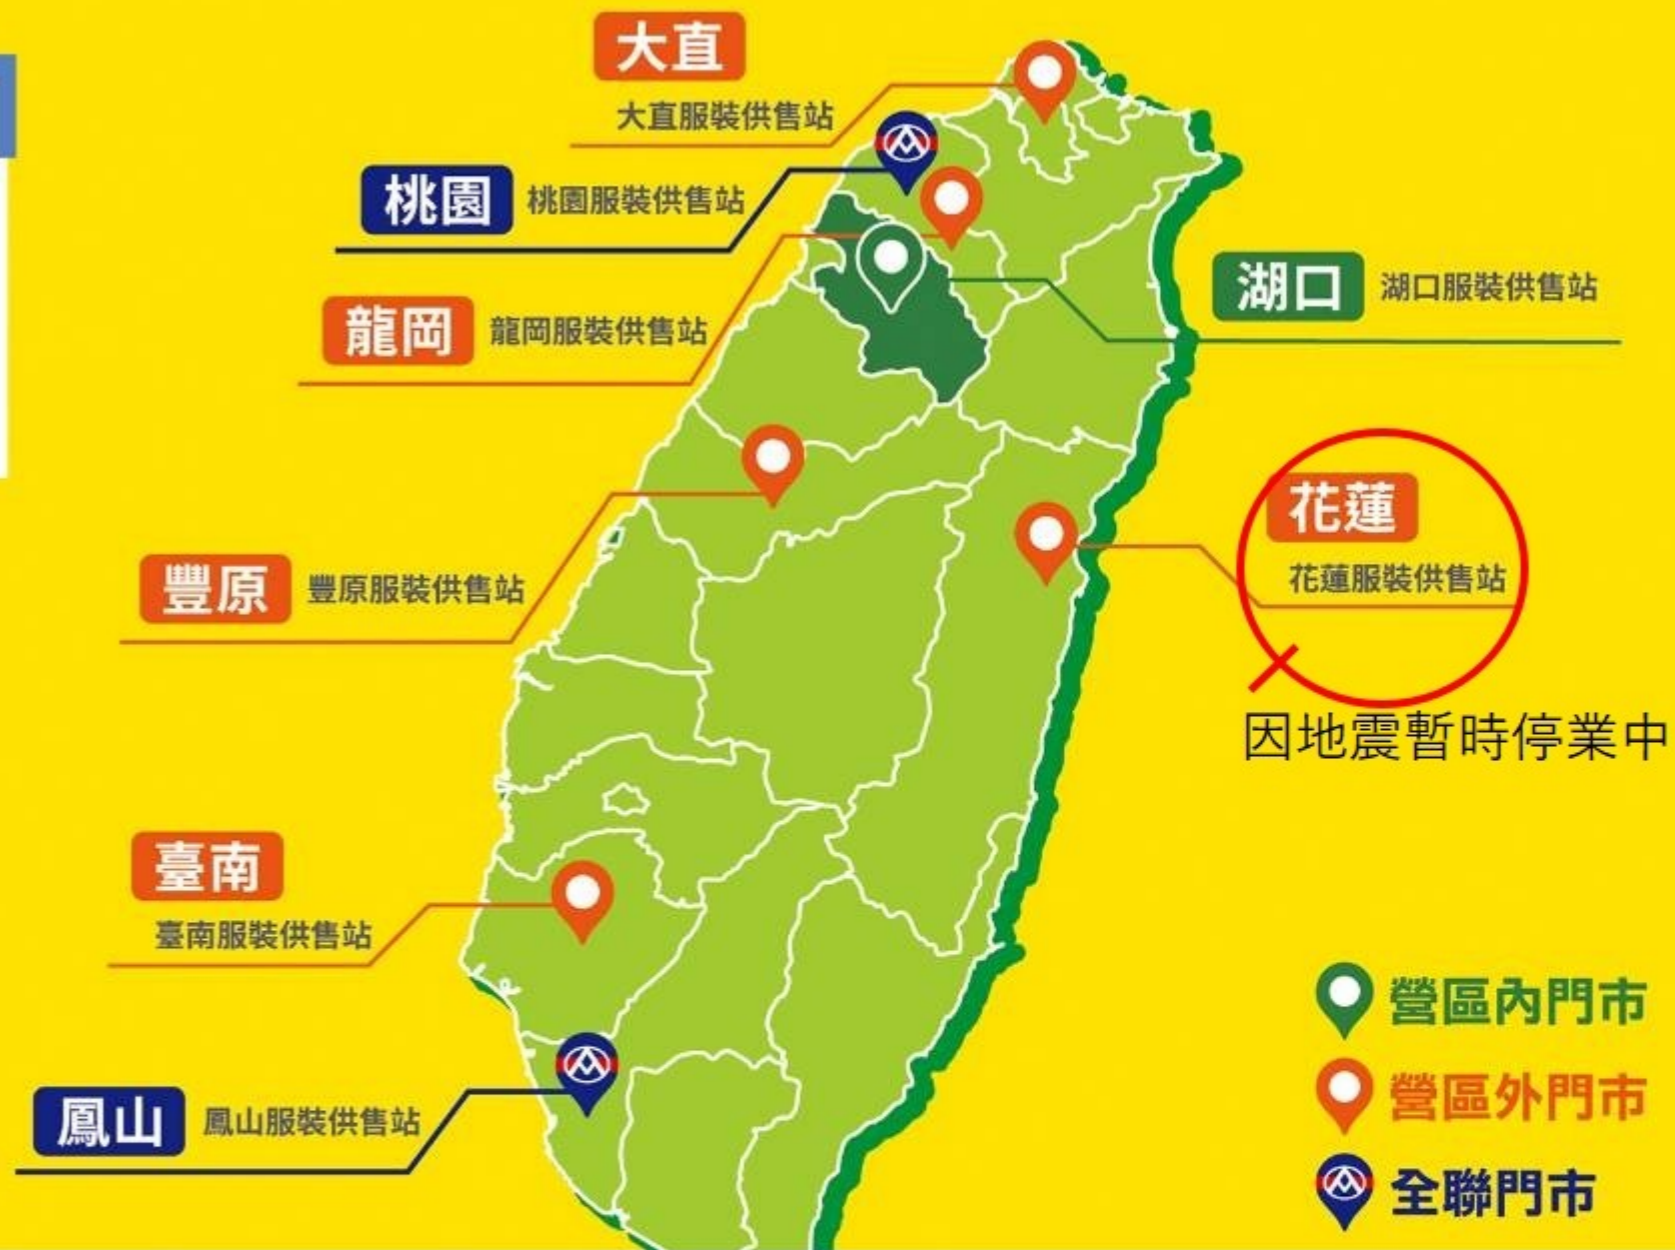 大直
大直服裝供售站
桃園
桃園服裝供售站
龍岡
龍岡服裝供售站
湖口
湖口服裝供售站
花蓮
花蓮服裝供售站
因地震暫時停業中
豐原
豐原服裝供售站
臺南
臺南服裝供售站
鳳山
鳳山服裝供售站
營區內門市
營區外門市
全聯門市